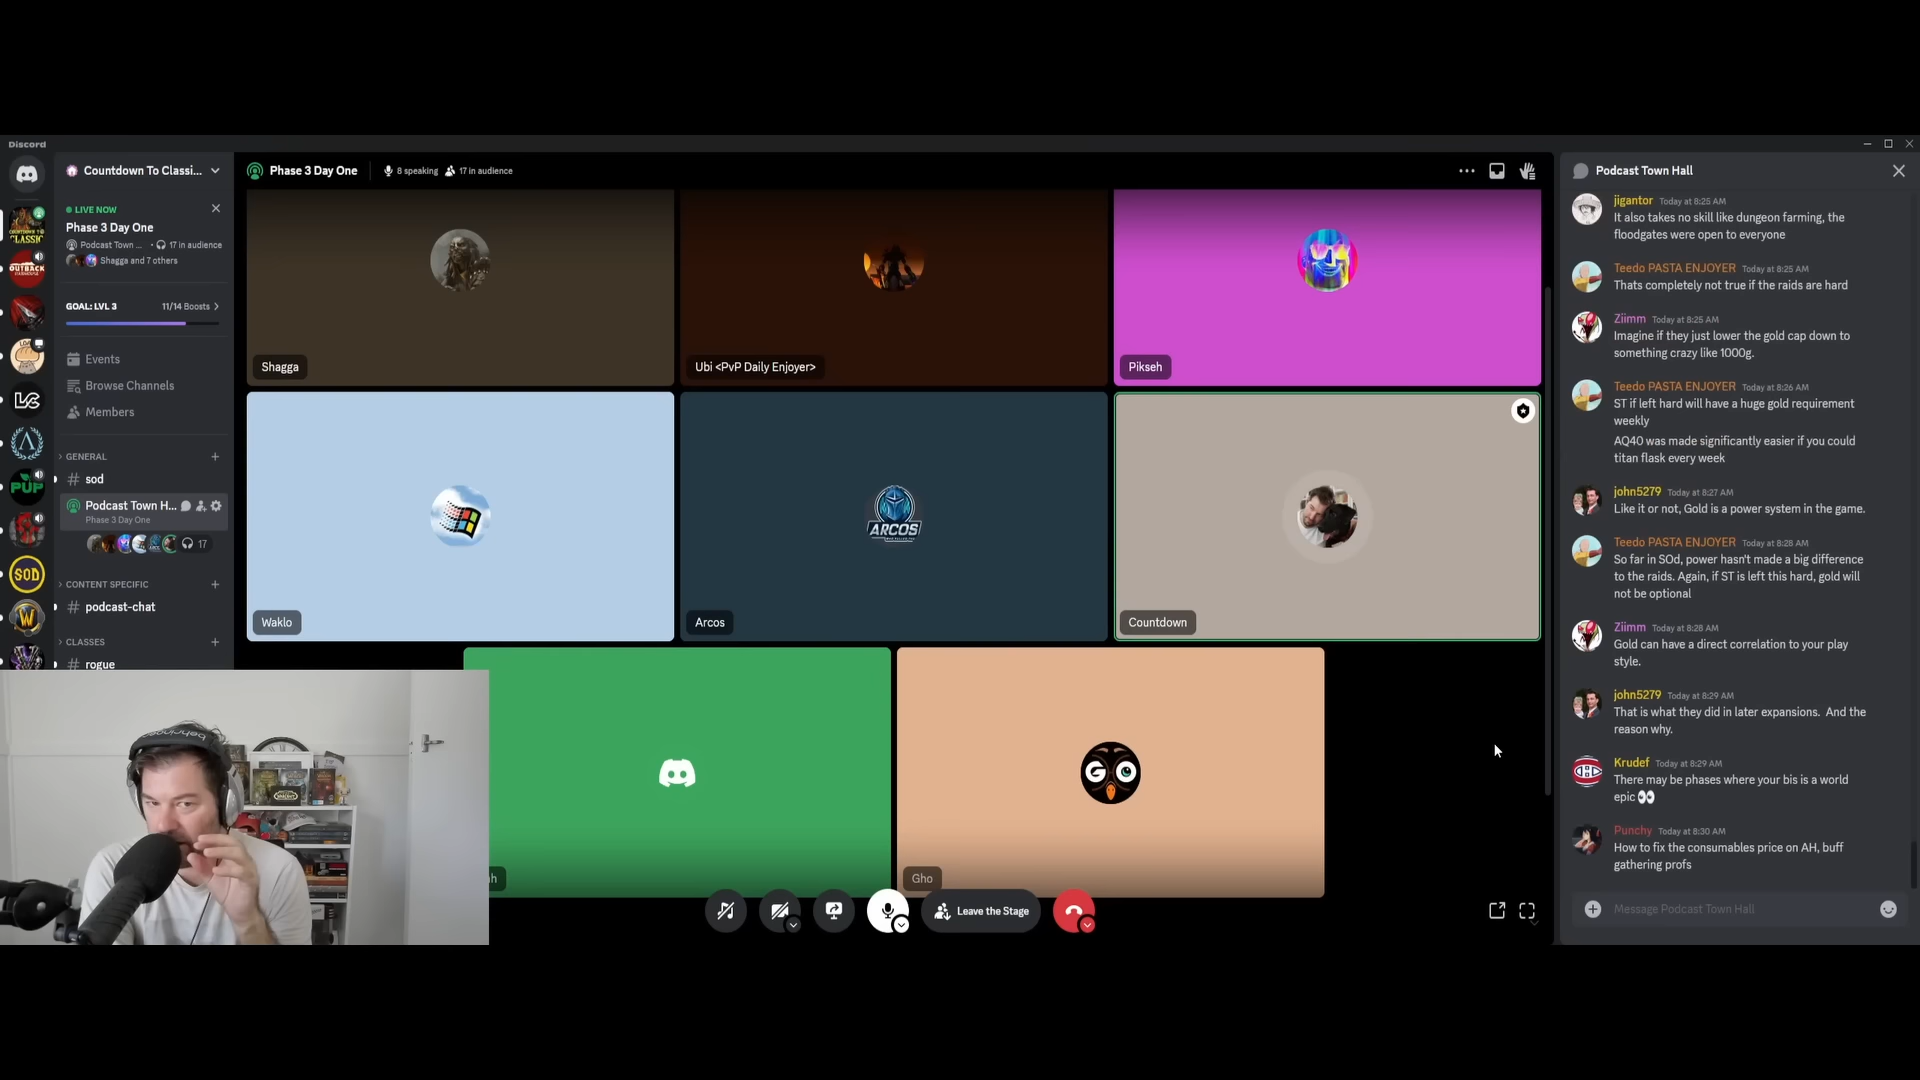 Discord
Countdown To Classi...
LIVE NOW
Phase 3 Day One
Podcast Town ... • 17 in audience
Shagga and 7 others
GOAL: LVL 3 11/14 Boosts
Events
Browse Channels
Members
GENERAL
sod
Podcast Town H...
Phase 3 Day One
17
CONTENT SPECIFIC
podcast-chat
CLASSES
rogue
COUNTDOWN TO
CLASSIC
OUTBACK
PUP
SOD
Phase 3 Day One
8 speaking 17 in audience
Shagga
Ubi <PvP Daily Enjoyer>
Pikseh
Waklo
ARCOS
Arcos
Countdown
Gho
Leave the Stage
behringer
Podcast Town Hall
jigantor Today at 8:25 AM
It also takes no skill like dungeon farming, the
floodgates were open to everyone
Teedo PASTA ENJOYER Today at 8:25 AM
Thats completely not true if the raids are hard
Ziimm Today at 8:25 AM
Imagine if they just lower the gold cap down to
something crazy like 1000g.
Teedo PASTA ENJOYER Today at 8:26 AM
ST if left hard will have a huge gold requirement
weekly
AQ40 was made significantly easier if you could
titan flask every week
john5279 Today at 8:27 AM
Like it or not, Gold is a power system in the game.
Teedo PASTA ENJOYER Today at 8:28 AM
So far in SOd, power hasn't made a big difference
to the raids. Again, if ST is left this hard, gold will
not be optional
Ziimm Today at 8:28 AM
Gold can have a direct correlation to your play
style.
john5279 Today at 8:29 AM
That is what they did in later expansions. And the
reason why.
Krudef Today at 8:29 AM
There may be phases where your bis is a world
epic 👀
Punchy Today at 8:30 AM
How to fix the consumables price on AH, buff
gathering profs
Message Podcast Town Hall